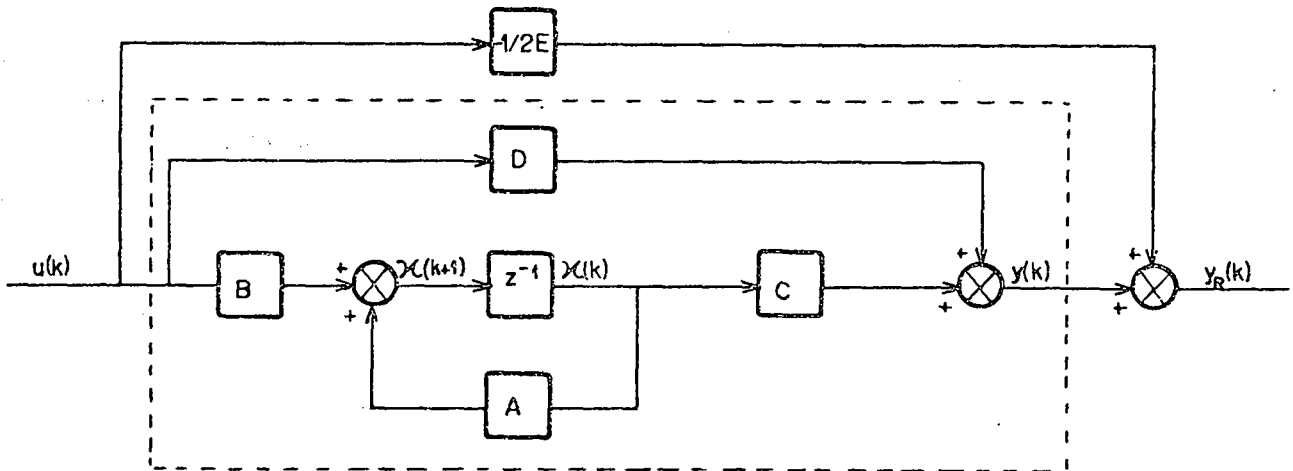 -1/2E
D
u(k)
B
+
+
ϰ(k+1)
z⁻¹
ϰ(k)
C
+
+
y(k)
+
+
y_R(k)
A